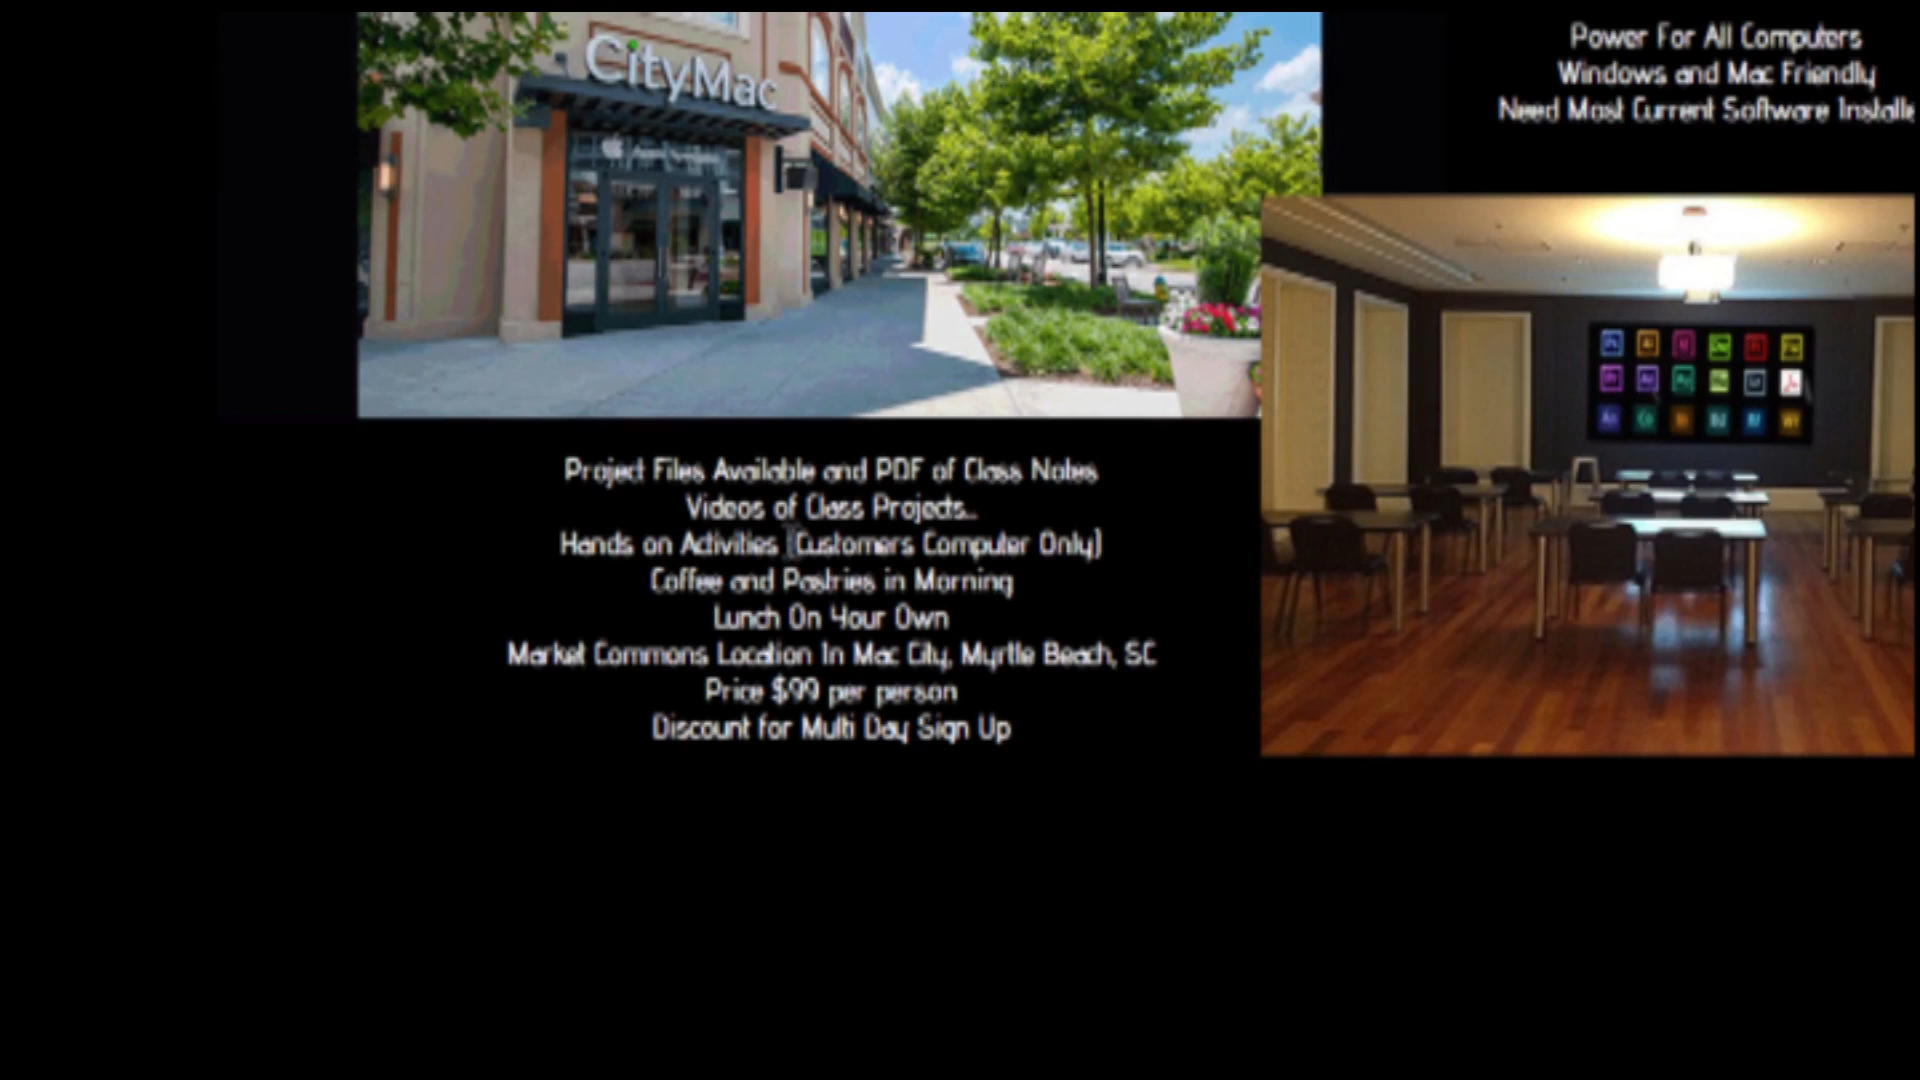 CityMac
Power For All Computers
Windows and Mac Friendly
Need Most Current Software Installe
Project Files Available and PDF of Class Notes
Videos of Class Projects..
Hands on Activities (Customers Computer Only)
Coffee and Pastries in Morning
Lunch On Your Own
Market Commons Location In Mac City, Myrtle Beach, SC
Price $99 per person
Discount for Multi Day Sign Up